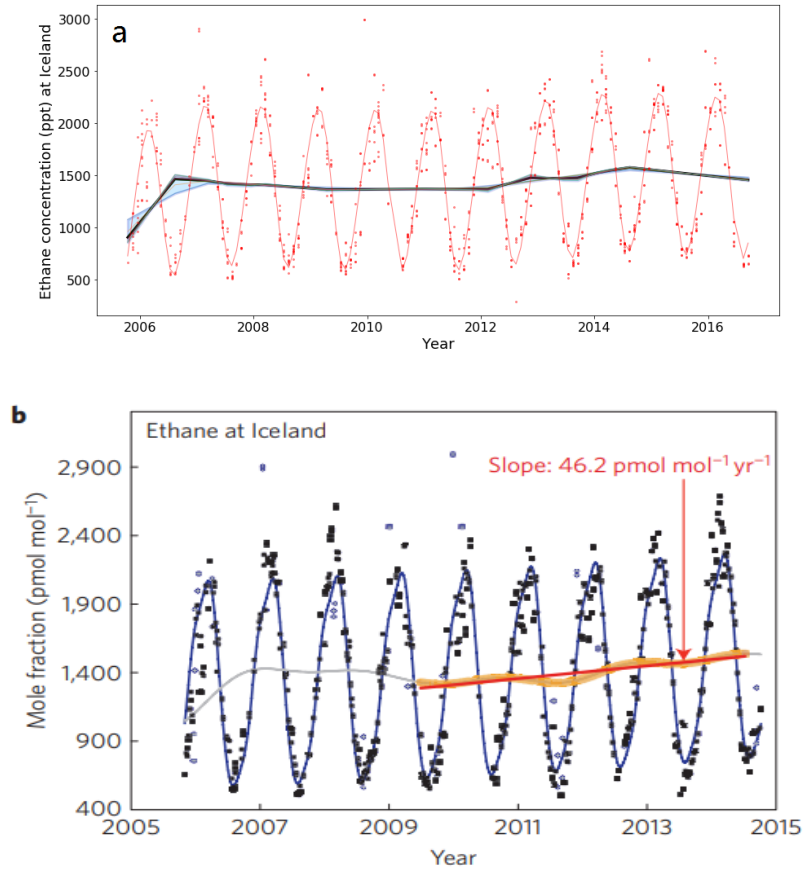 a
Ethane concentration (ppt) at Iceland
3000
2500
2000
1500
1000
500
2006 2008 2010 2012 2014 2016
Year
b
Ethane at Iceland
Slope: 46.2 pmol mol⁻¹ yr⁻¹
Mole fraction (pmol mol⁻¹)
2,900
2,400
1,900
1,400
900
400
2005 2007 2009 2011 2013 2015
Year